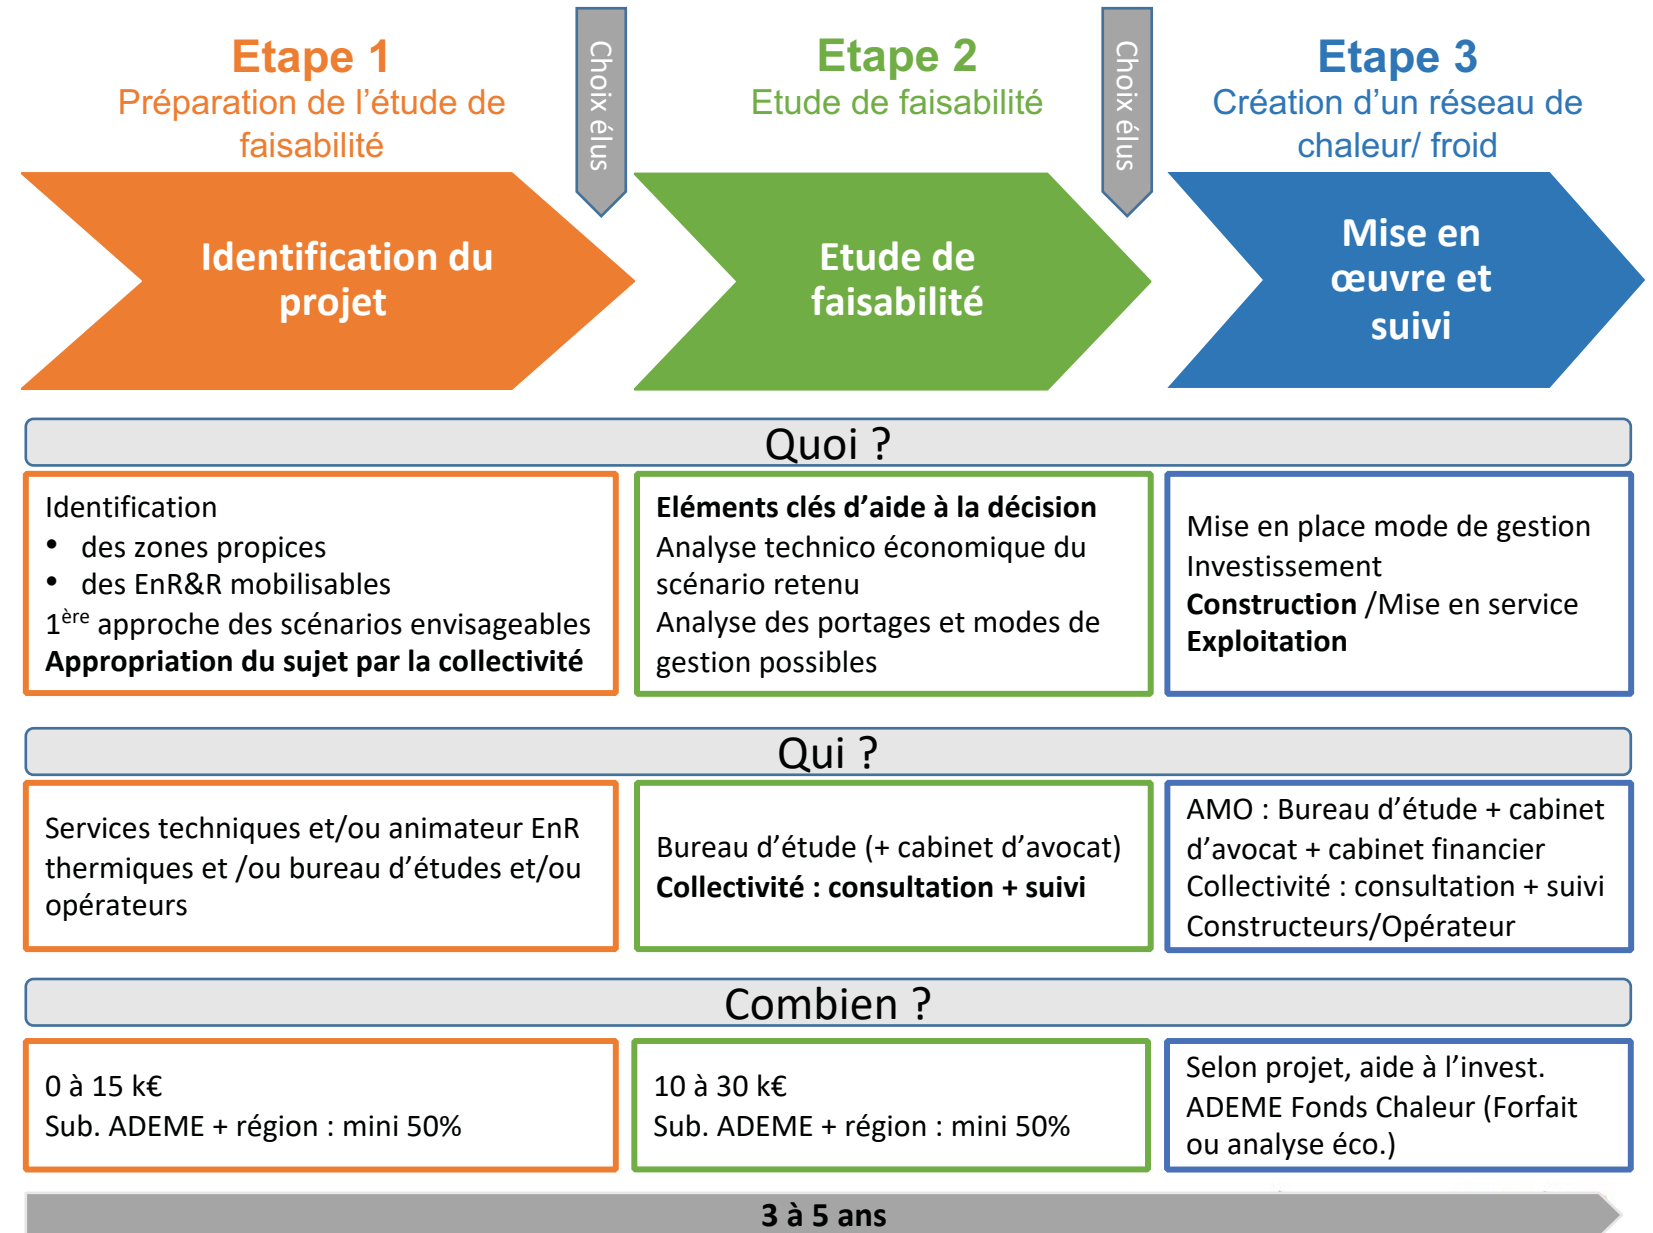 Etape 1
Préparation de l'étude de
faisabilité
Choix élus
Etape 2
Etude de faisabilité
Choix élus
Etape 3
Création d'un réseau de
chaleur/ froid
Identification du
projet
Etude de
faisabilité
Mise en
œuvre et
suivi
Quoi ?
Identification
• des zones propices
• des EnR&R mobilisables
1ère approche des scénarios envisageables
Appropriation du sujet par la collectivité
Eléments clés d'aide à la décision
Analyse technico économique du
scénario retenu
Analyse des portages et modes de
gestion possibles
Mise en place mode de gestion
Investissement
Construction /Mise en service
Exploitation
Qui ?
Services techniques et/ou animateur EnR
thermiques et /ou bureau d'études et/ou
opérateurs
Bureau d'étude (+ cabinet d'avocat)
Collectivité : consultation + suivi
AMO : Bureau d'étude + cabinet
d'avocat + cabinet financier
Collectivité : consultation + suivi
Constructeurs/Opérateur
Combien ?
0 à 15 k€
Sub. ADEME + région : mini 50%
10 à 30 k€
Sub. ADEME + région : mini 50%
Selon projet, aide à l'invest.
ADEME Fonds Chaleur (Forfait
ou analyse éco.)
3 à 5 ans